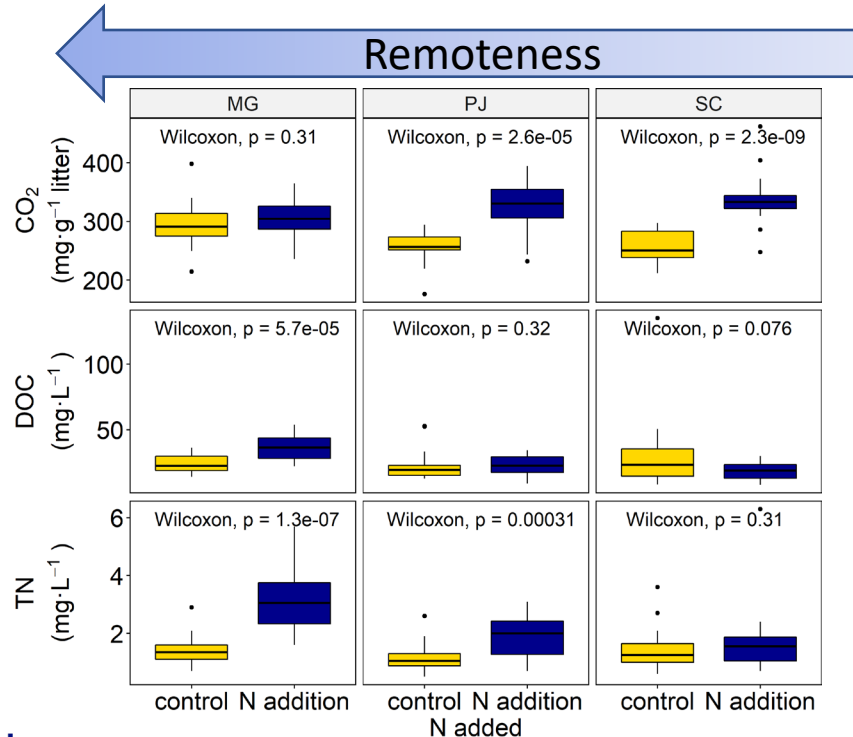 Remoteness
MG PJ SC
Wilcoxon, p = 0.31 Wilcoxon, p = 2.6e-05 Wilcoxon, p = 2.3e-09
CO₂
(mg·g⁻¹ litter)
400
300
200
Wilcoxon, p = 5.7e-05 Wilcoxon, p = 0.32 Wilcoxon, p = 0.076
DOC
(mg·L⁻¹ )
100
50
Wilcoxon, p = 1.3e-07 Wilcoxon, p = 0.00031 Wilcoxon, p = 0.31
TN
(mg·L⁻¹ )
6
4
2
control N addition control N addition control N addition
N added